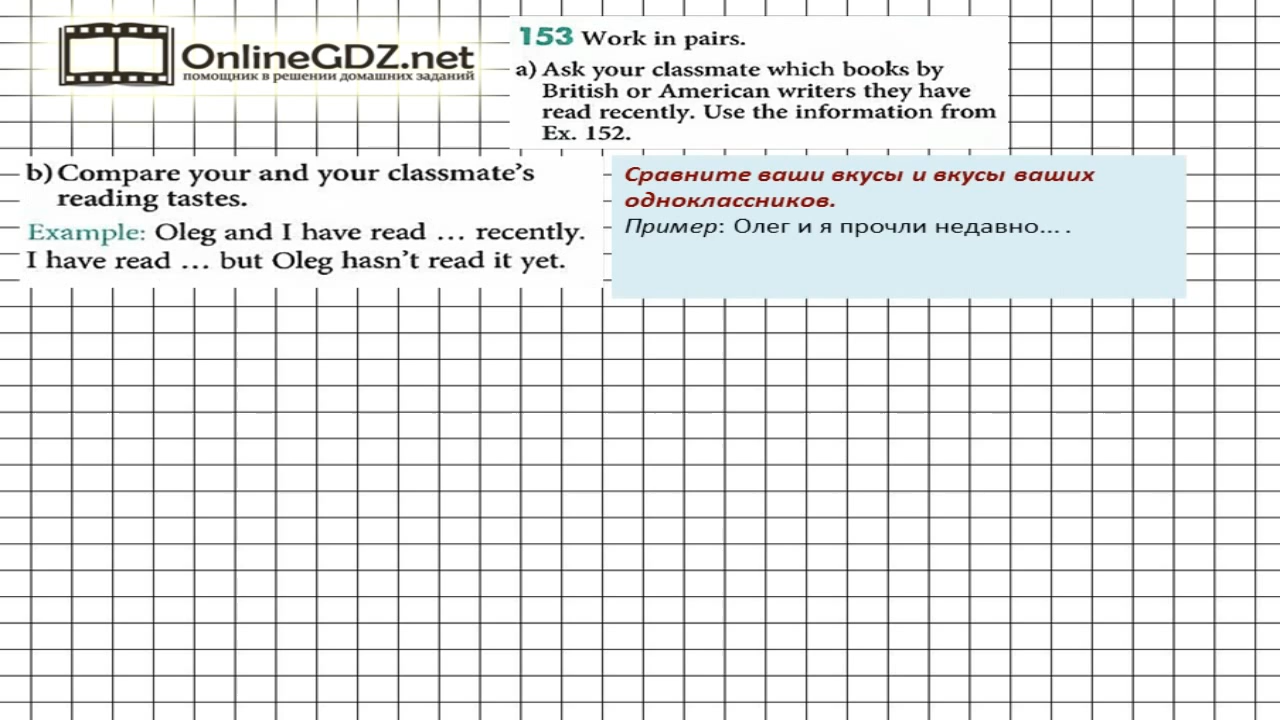 OnlineGDZ.net
помощник в решении домашних заданий
153 Work in pairs.
a) Ask your classmate which books by
British or American writers they have
read recently. Use the information from
Ex. 152.
b) Compare your and your classmate's
reading tastes.
Example: Oleg and I have read ... recently.
I have read ... but Oleg hasn't read it yet.
Сравните ваши вкусы и вкусы ваших
одноклассников.
Пример: Олег и я прочли недавно... .